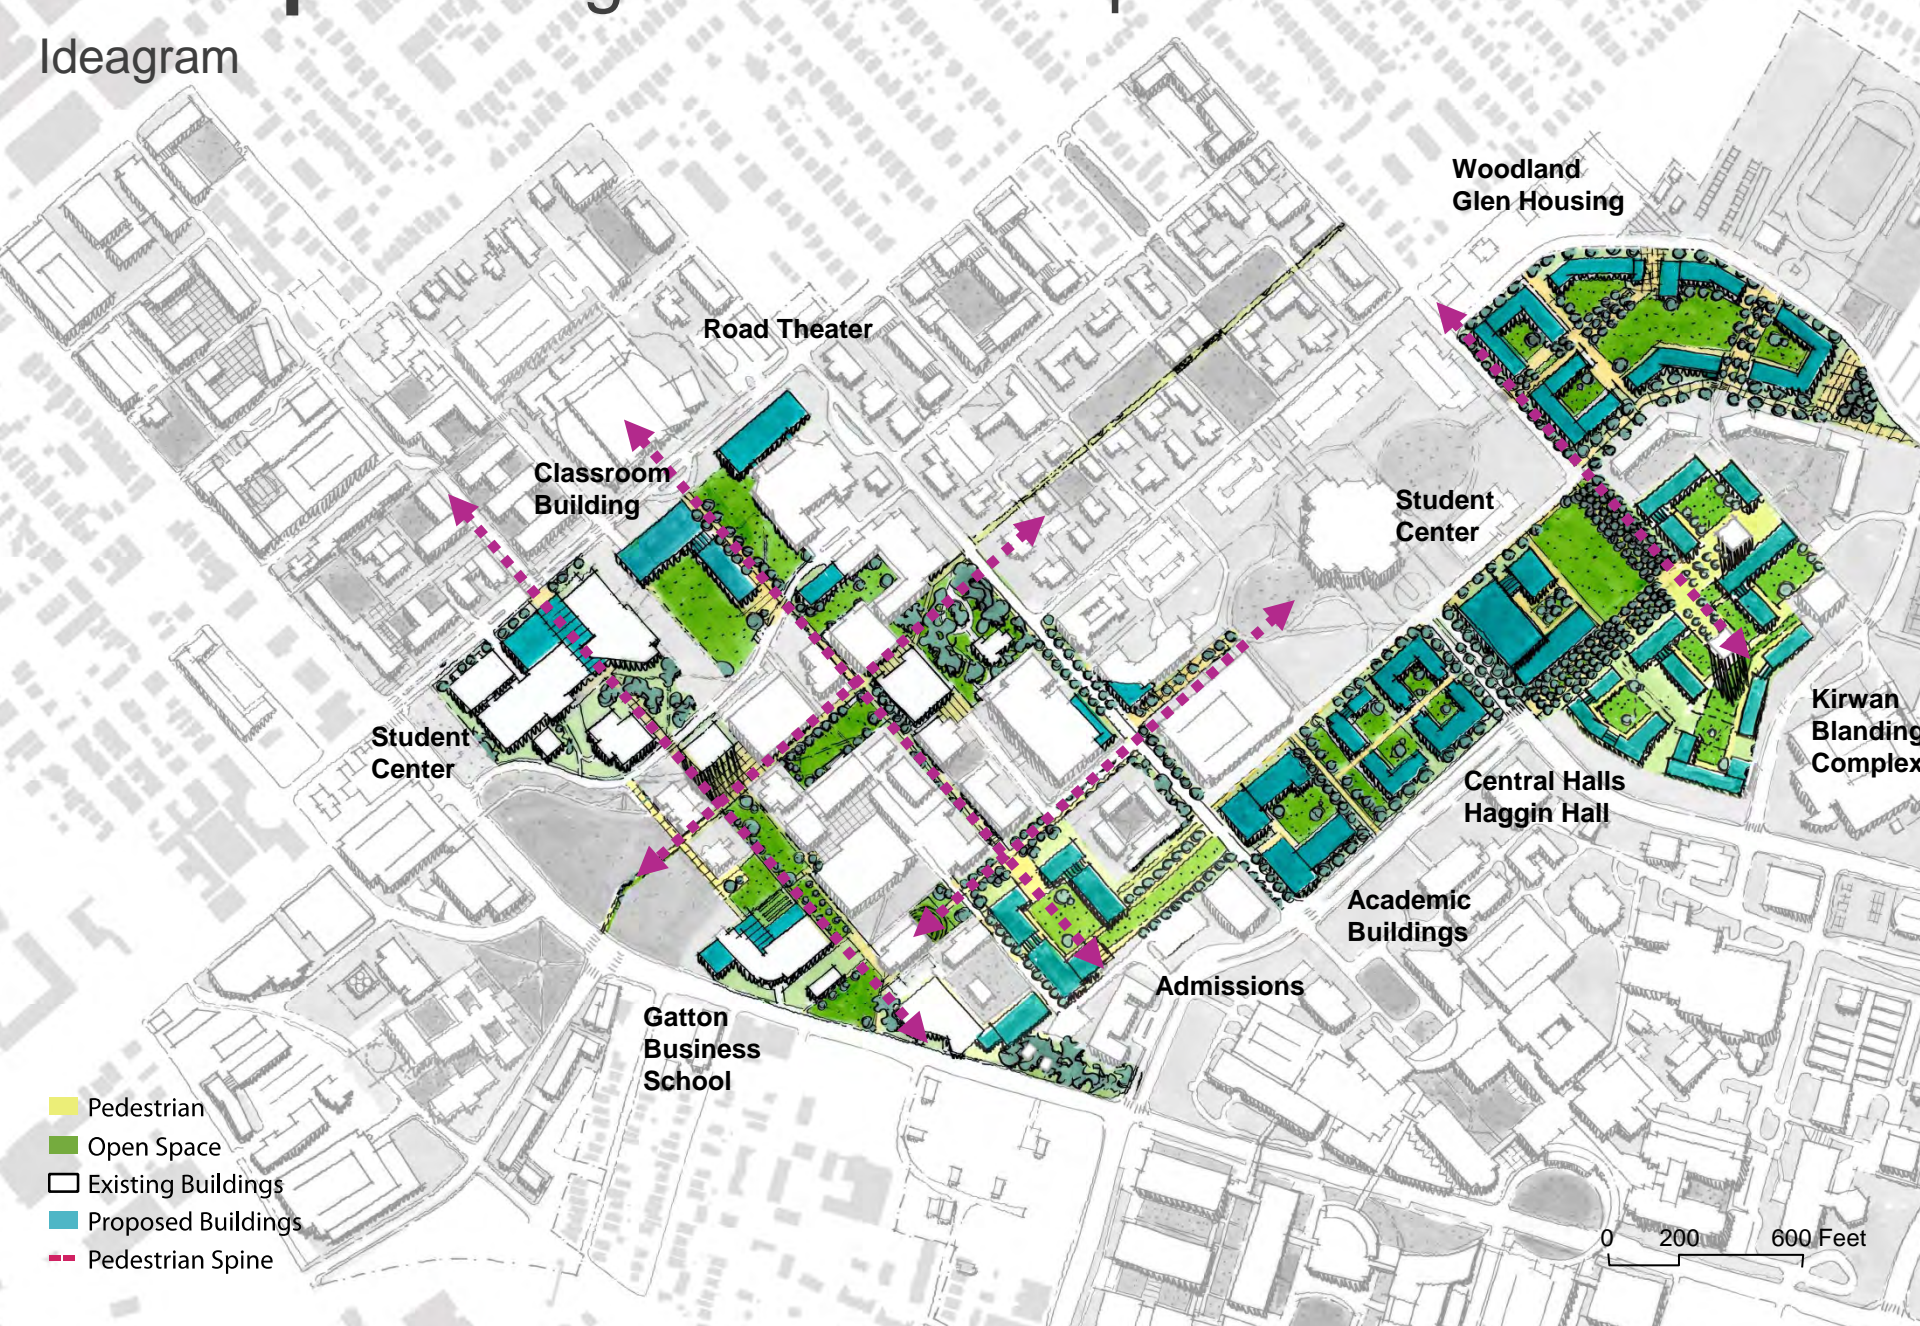 Ideagram
Woodland
Glen Housing
Road Theater
Classroom
Building
Student
Center
Student
Center
Kirwan
Blanding
Complex
Central Halls
Haggin Hall
Academic
Buildings
Admissions
Gatton
Business
School
Pedestrian
Open Space
Existing Buildings
Proposed Buildings
Pedestrian Spine
0 200 600 Feet